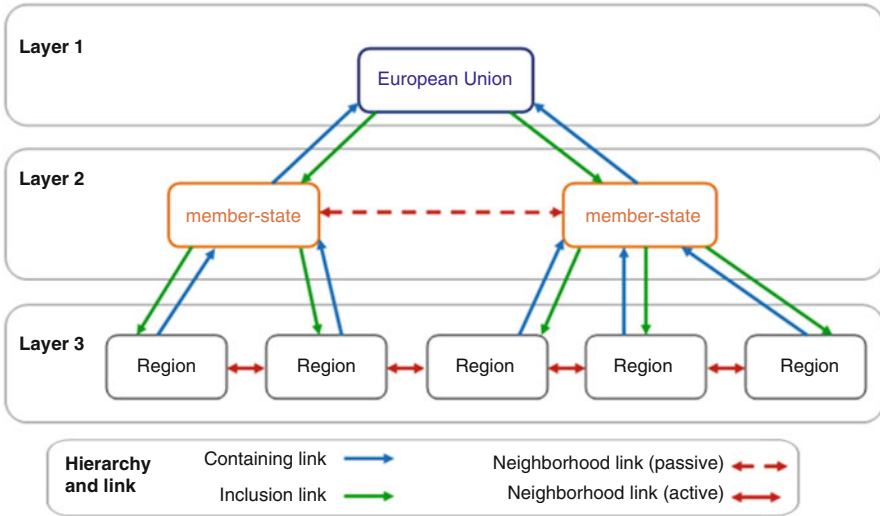 Layer 1
European Union
Layer 2
member-state
member-state
Layer 3
Region
Region
Region
Region
Region
Hierarchy
and link
Containing link
Inclusion link
Neighborhood link (passive)
Neighborhood link (active)